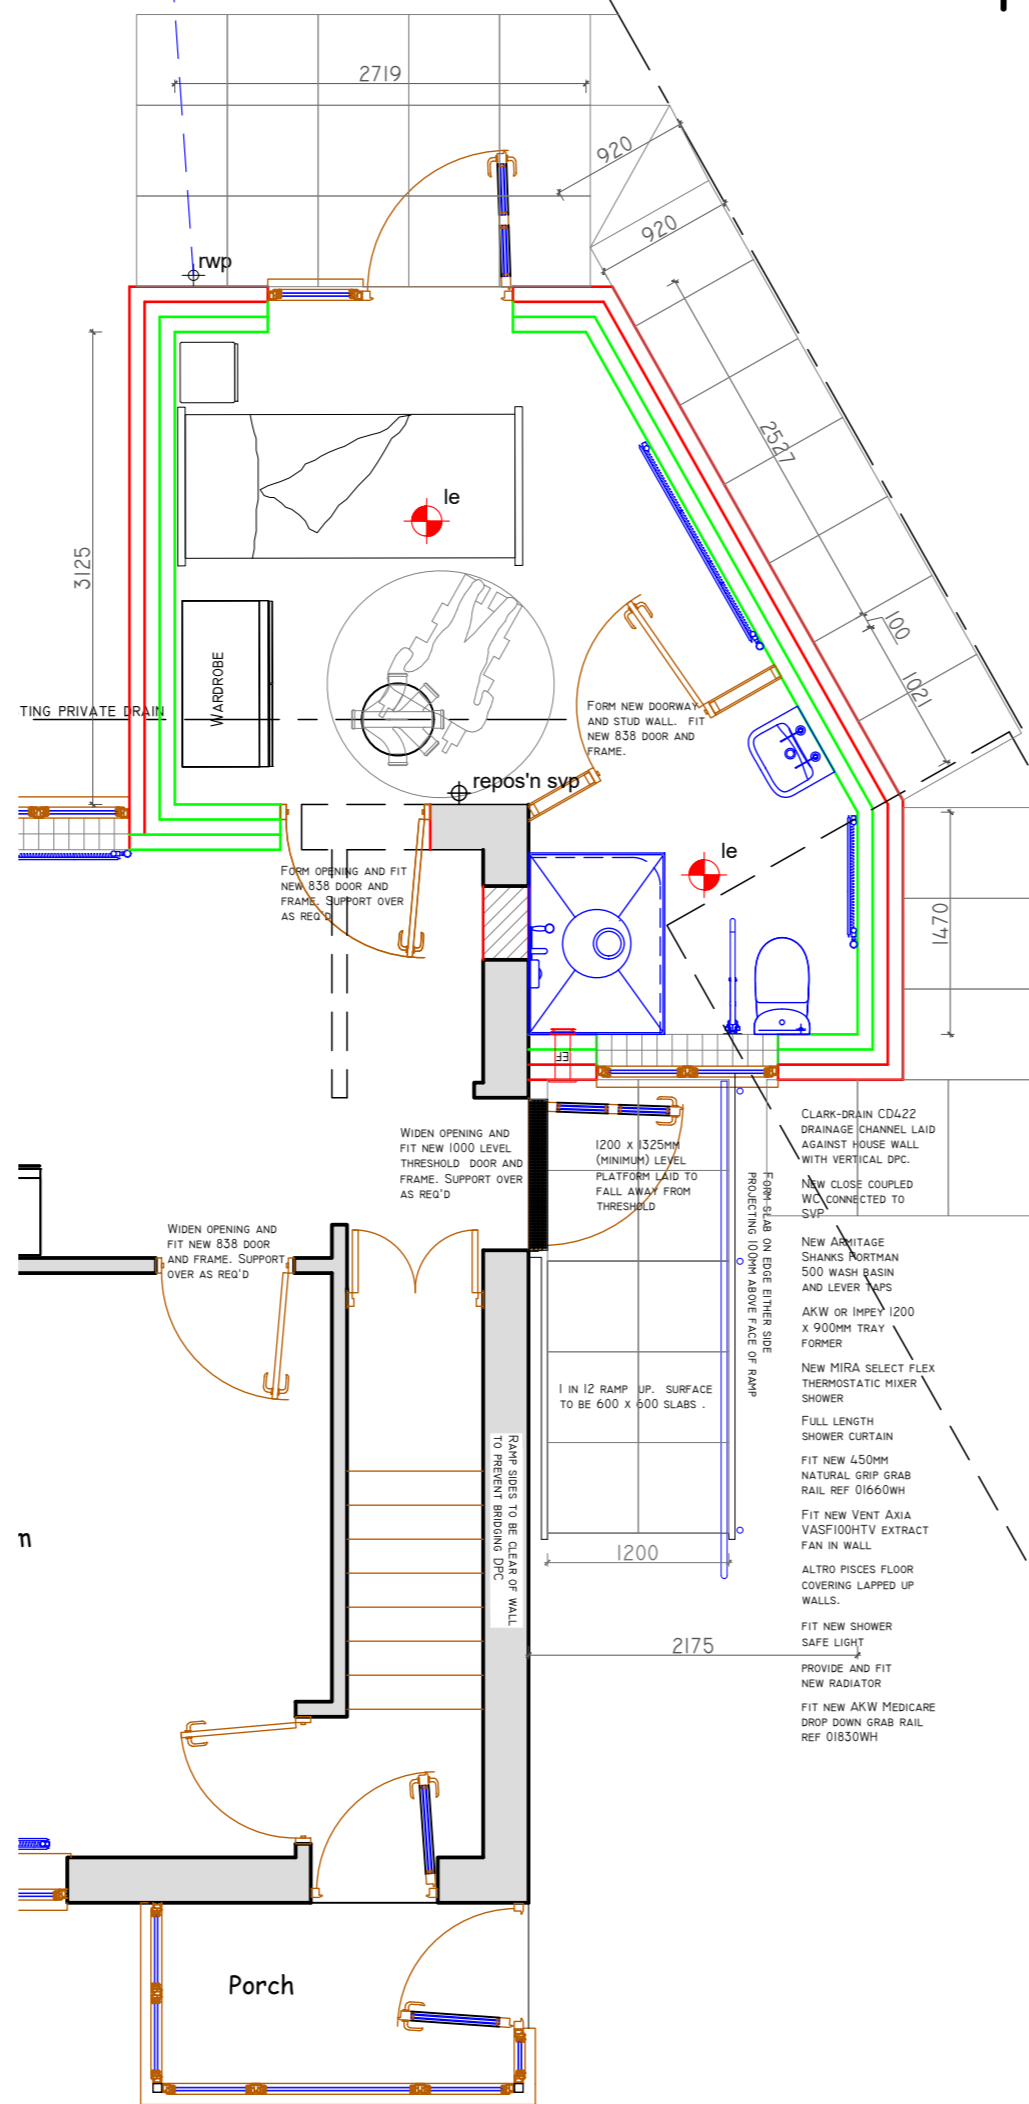 2719
920
920
rwp
2527
le
3125
100
1021
WARDROBE
TING PRIVATE DRAIN
FORM NEW DOORWAY
AND STUD WALL. FIT
NEW 838 DOOR AND
FRAME.
repos'n svp
FORM OPENING AND FIT
NEW 838 DOOR AND
FRAME. SUPPORT OVER
AS REQ'D
le
1470
EF
WIDEN OPENING AND
FIT NEW 1000 LEVEL
THRESHOLD DOOR AND
FRAME. SUPPORT OVER
AS REQ'D
1200 X 1325MM
(MINIMUM) LEVEL
PLATFORM LAID TO
FALL AWAY FROM
THRESHOLD
FORM SLAB ON EDGE EITHER SIDE
PROJECTING 100MM ABOVE FACE OF RAMP
CLARK-DRAIN CD422
DRAINAGE CHANNEL LAID
AGAINST HOUSE WALL
WITH VERTICAL DPC.
NEW CLOSE COUPLED
WC CONNECTED TO
SVP
NEW ARMITAGE
SHANKS PORTMAN
500 WASH BASIN
AND LEVER TAPS
AKW OR IMPEY 1200
X 900MM TRAY
FORMER
NEW MIRA SELECT FLEX
THERMOSTATIC MIXER
SHOWER
FULL LENGTH
SHOWER CURTAIN
FIT NEW 450MM
NATURAL GRIP GRAB
RAIL REF 01660WH
FIT NEW VENT AXIA
VASF100HTV EXTRACT
FAN IN WALL
ALTRO PISCES FLOOR
COVERING LAPPED UP
WALLS.
FIT NEW SHOWER
SAFE LIGHT
PROVIDE AND FIT
NEW RADIATOR
FIT NEW AKW MEDICARE
DROP DOWN GRAB RAIL
REF 01830WH
WIDEN OPENING AND
FIT NEW 838 DOOR
AND FRAME. SUPPORT
OVER AS REQ'D
1 IN 12 RAMP UP. SURFACE
TO BE 600 X 600 SLABS .
RAMP SIDES TO BE CLEAR OF WALL
TO PREVENT BRIDGING DPC
1200
2175
Porch